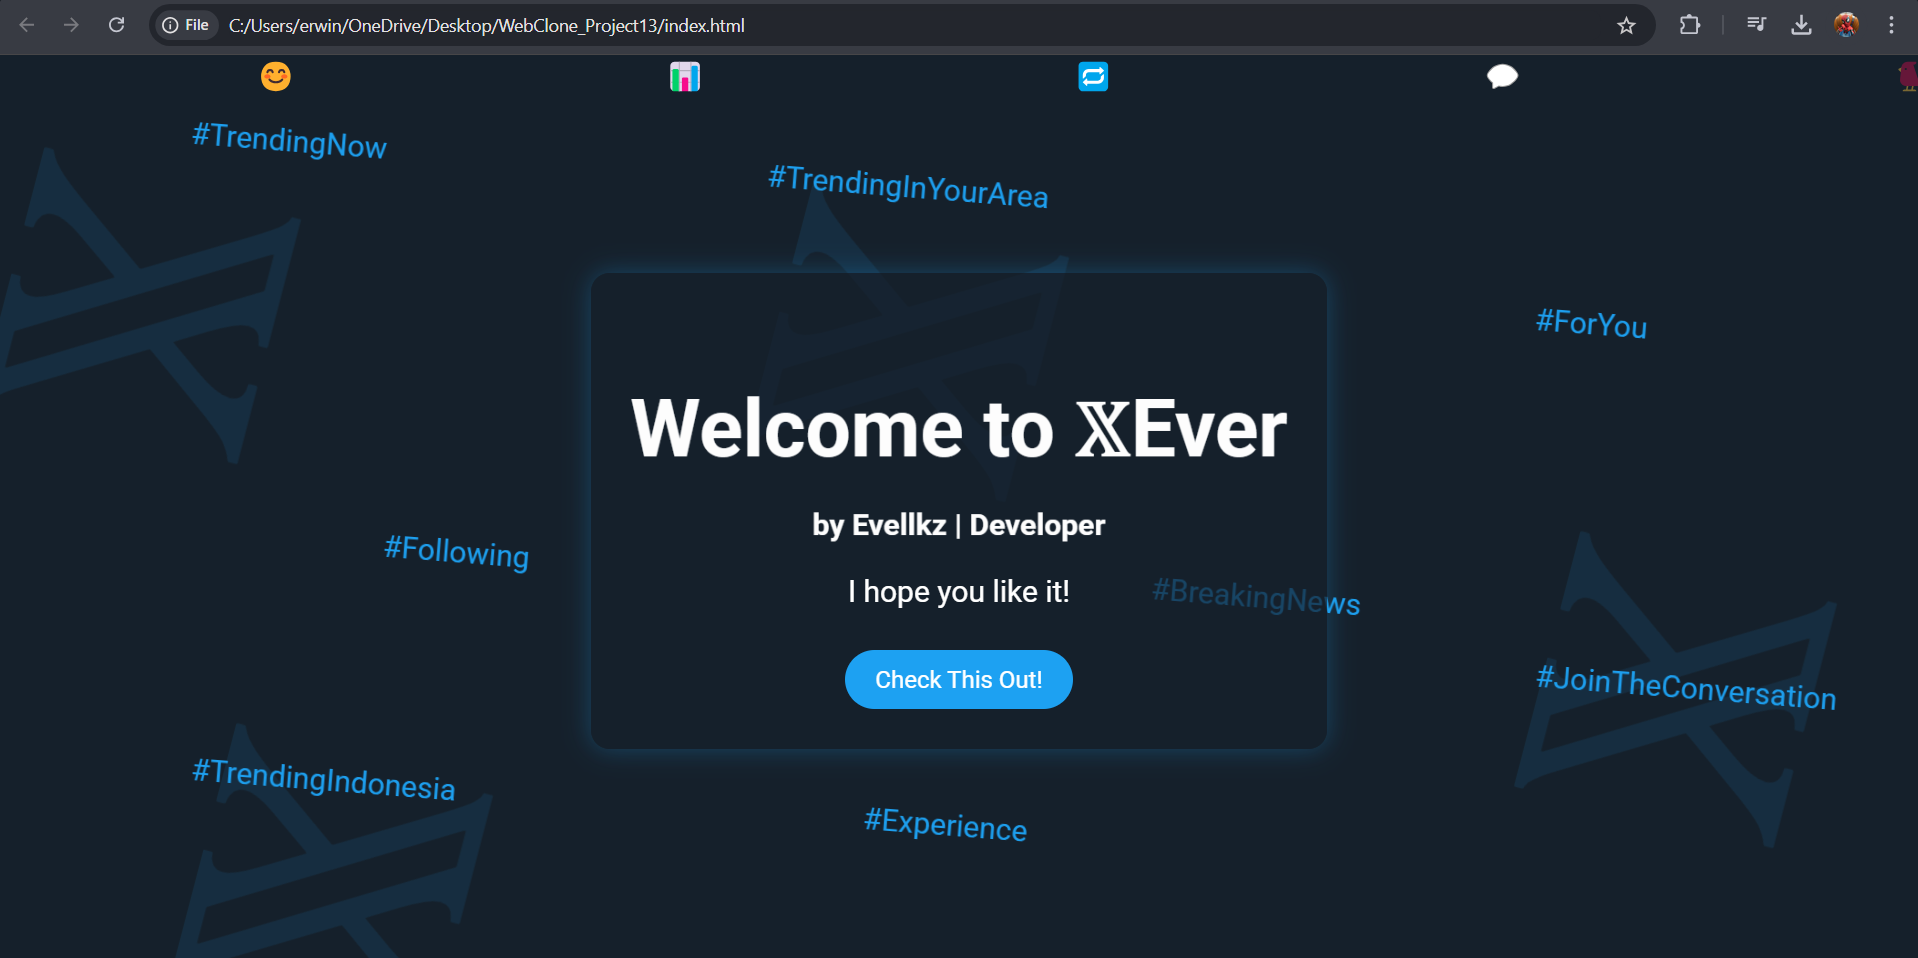 File C:/Users/erwin/OneDrive/Desktop/WebClone_Project13/index.html
#TrendingNow
#TrendingInYourArea
#ForYou
Welcome to 𝕏Ever
by Evellkz | Developer
#Following
I hope you like it!
#BreakingNews
Check This Out!
#JoinTheConversation
#TrendingIndonesia
#Experience